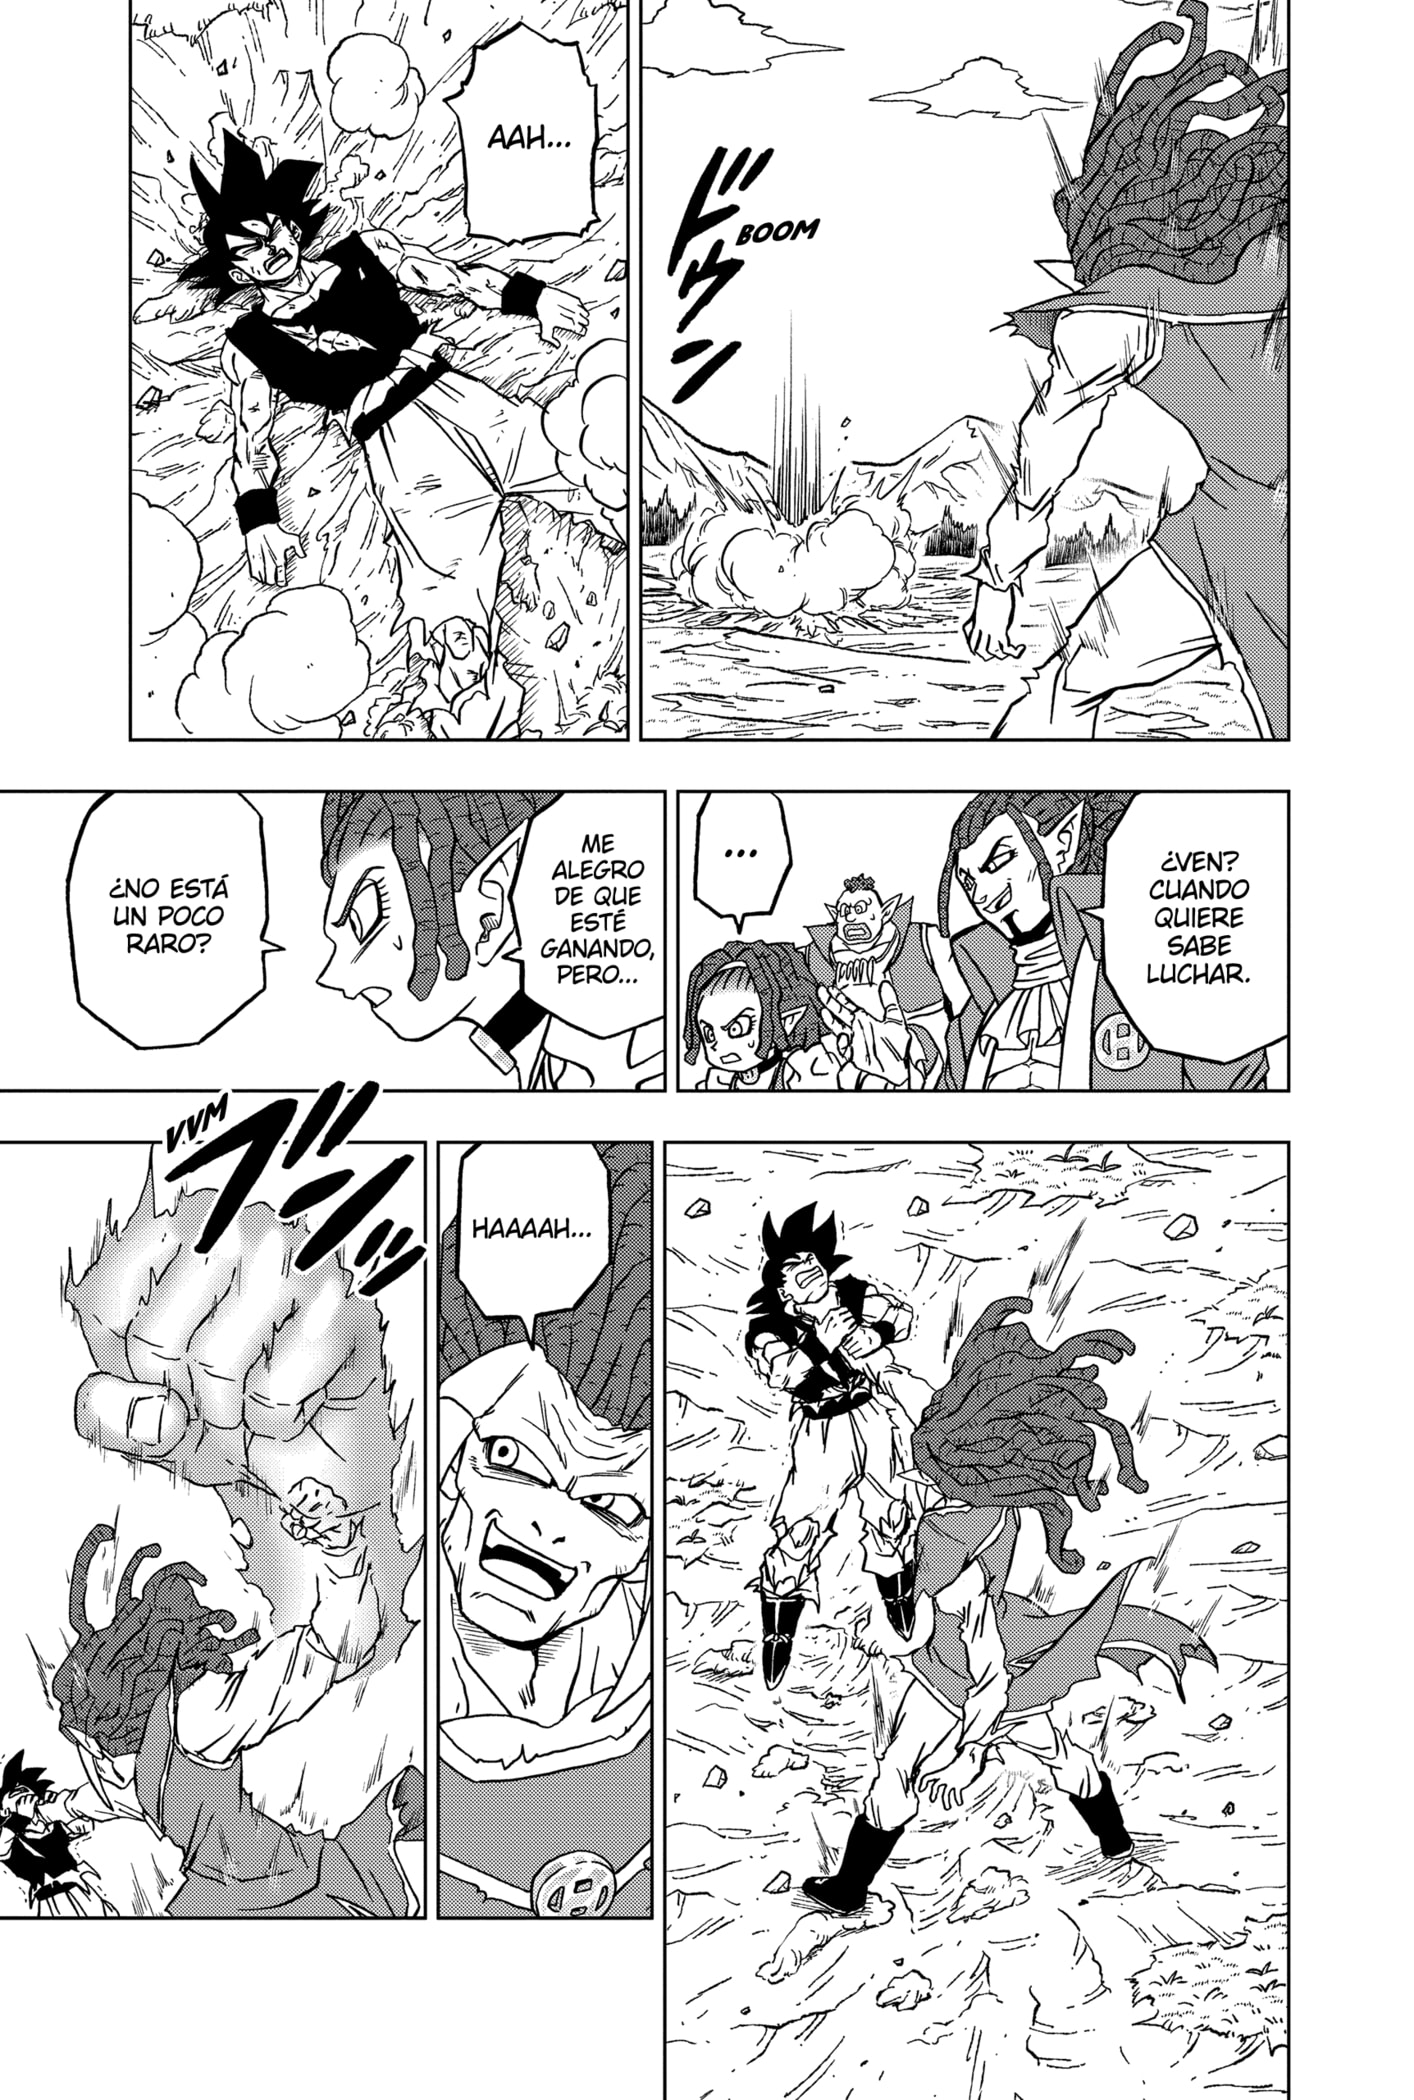 ドウン
BOOM
AAH...
¿VEN?
CUANDO
QUIERE
SABE
LUCHAR.
...
ME
ALEGRO
DE QUE
ESTÉ
GANANDO,
PERO...
¿NO ESTÁ
UN POCO
RARO?
HAAAAH...
VVM
ブンッ